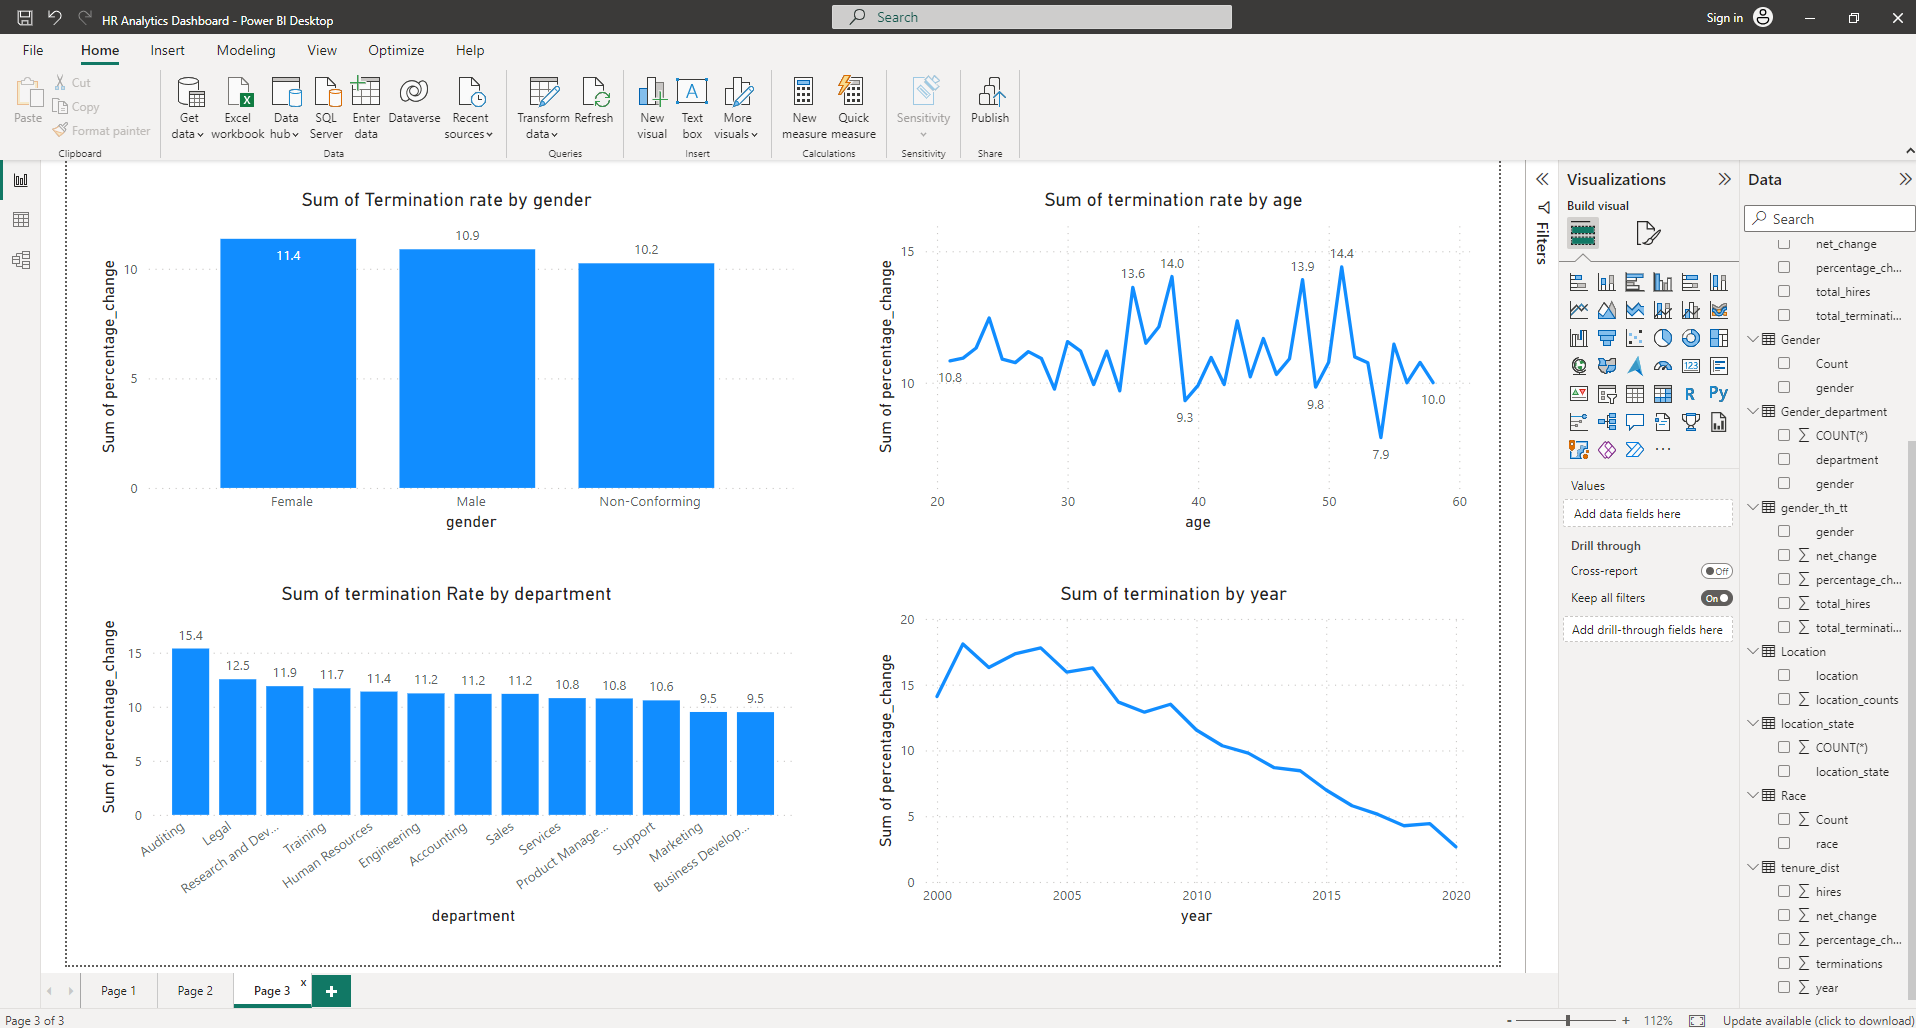 HR Analytics Dashboard - Power BI Desktop
Search
Sign in
File Home Insert Modeling View Optimize Help
Paste
Cut
Copy
Format painter
Clipboard
Get data
Excel workbook
Data hub
SQL Server
Enter data
Dataverse
Recent sources
Data
Transform data
Refresh
Queries
New visual
Text box
More visuals
Insert
New measure
Quick measure
Calculations
Sensitivity
Sensitivity
Publish
Share
Sum of Termination rate by gender
Sum of percentage_change
10
5
0
11.4
10.9
10.2
Female Male Non-Conforming
gender
Sum of termination rate by age
Sum of percentage_change
15
10
10.8
13.6
14.0
9.3
13.9
9.8
14.4
7.9
10.0
20 30 40 50 60
age
Sum of termination Rate by department
Sum of percentage_change
15
10
5
0
15.4
12.5
11.9
11.7
11.4
11.2
11.2
11.2
10.8
10.8
10.6
9.5
9.5
Auditing
Legal
Research and Dev...
Training
Human Resources
Engineering
Accounting
Sales
Services
Product Manage...
Support
Marketing
Business Develop...
department
Sum of termination by year
Sum of percentage_change
20
15
10
5
0
2000 2005 2010 2015 2020
year
Filters
Visualizations
Build visual
123
R
Py
Values
Add data fields here
Drill through
Cross-report
Off
Keep all filters
On
Add drill-through fields here
Data
Search
net_change
percentage_ch...
total_hires
total_terminati...
Gender
Count
gender
Gender_department
COUNT(*)
department
gender
gender_th_tt
gender
net_change
percentage_ch...
total_hires
total_terminati...
Location
location
location_counts
location_state
COUNT(*)
location_state
Race
Count
race
tenure_dist
hires
net_change
percentage_ch...
terminations
year
Page 1
Page 2
Page 3
x
+
Page 3 of 3
- + 112%
Update available (click to download)